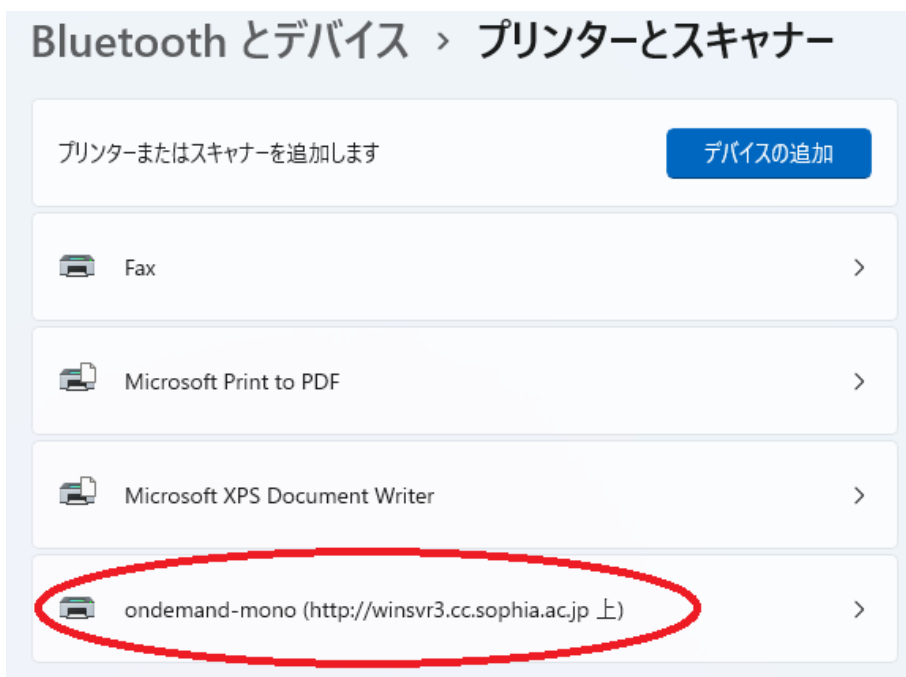 Bluetooth とデバイス › プリンターとスキャナー
プリンターまたはスキャナーを追加します デバイスの追加
Fax
Microsoft Print to PDF
Microsoft XPS Document Writer
ondemand-mono (http://winsvr3.cc.sophia.ac.jp 上)